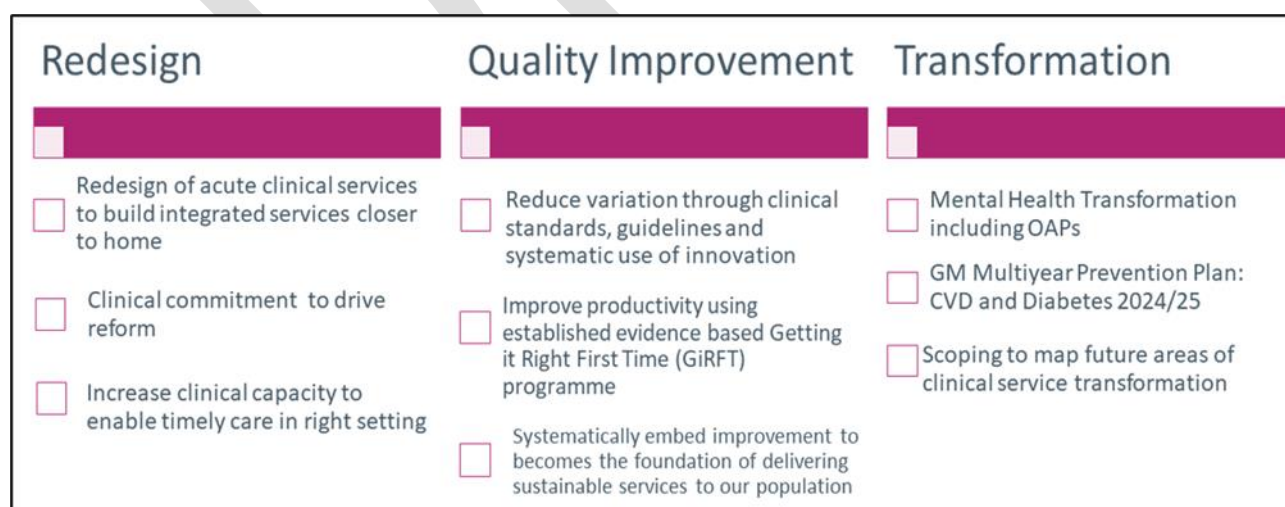 Redesign
Redesign of acute clinical services
to build integrated services closer
to home
Clinical commitment to drive
reform
Increase clinical capacity to
enable timely care in right setting
Quality Improvement
Reduce variation through clinical
standards, guidelines and
systematic use of innovation
Improve productivity using
established evidence based Getting
it Right First Time (GiRFT)
programme
Systematically embed improvement to
becomes the foundation of delivering
sustainable services to our population
Transformation
Mental Health Transformation
including OAPs
GM Multiyear Prevention Plan:
CVD and Diabetes 2024/25
Scoping to map future areas of
clinical service transformation